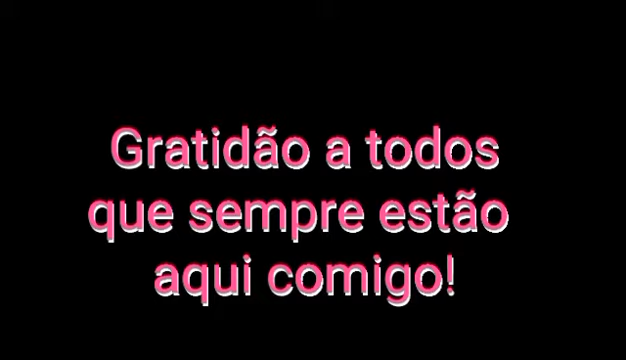 Gratidão a todos
que sempre estão
aqui comigo!